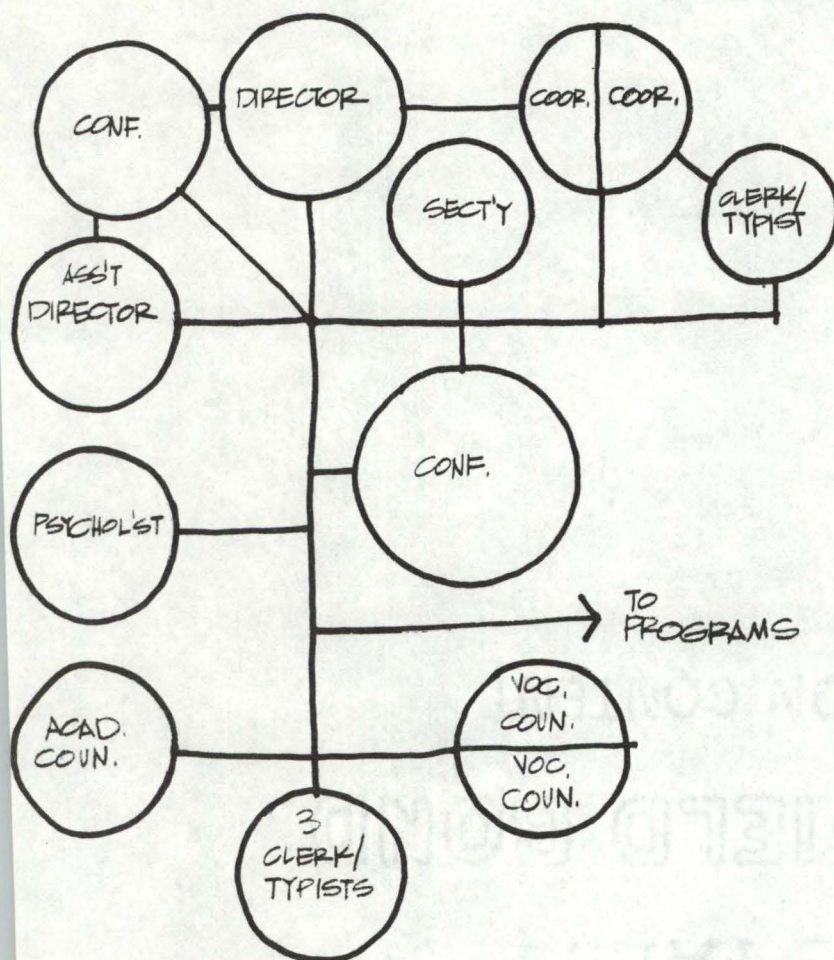 CONF.
DIRECTOR
COOR. COOR.
SECT'Y
CLERK/
TYPIST
ASS'T
DIRECTOR
CONF.
PSYCHOL'ST
TO
PROGRAMS
ACAD.
COUN.
VOC.
COUN.
VOC.
COUN.
3
CLERK/
TYPISTS